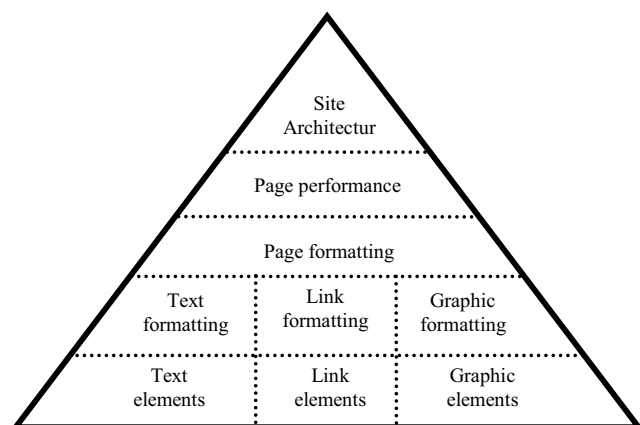 Site
Architectur
Page performance
Page formatting
Text
formatting
Link
formatting
Graphic
formatting
Text
elements
Link
elements
Graphic
elements